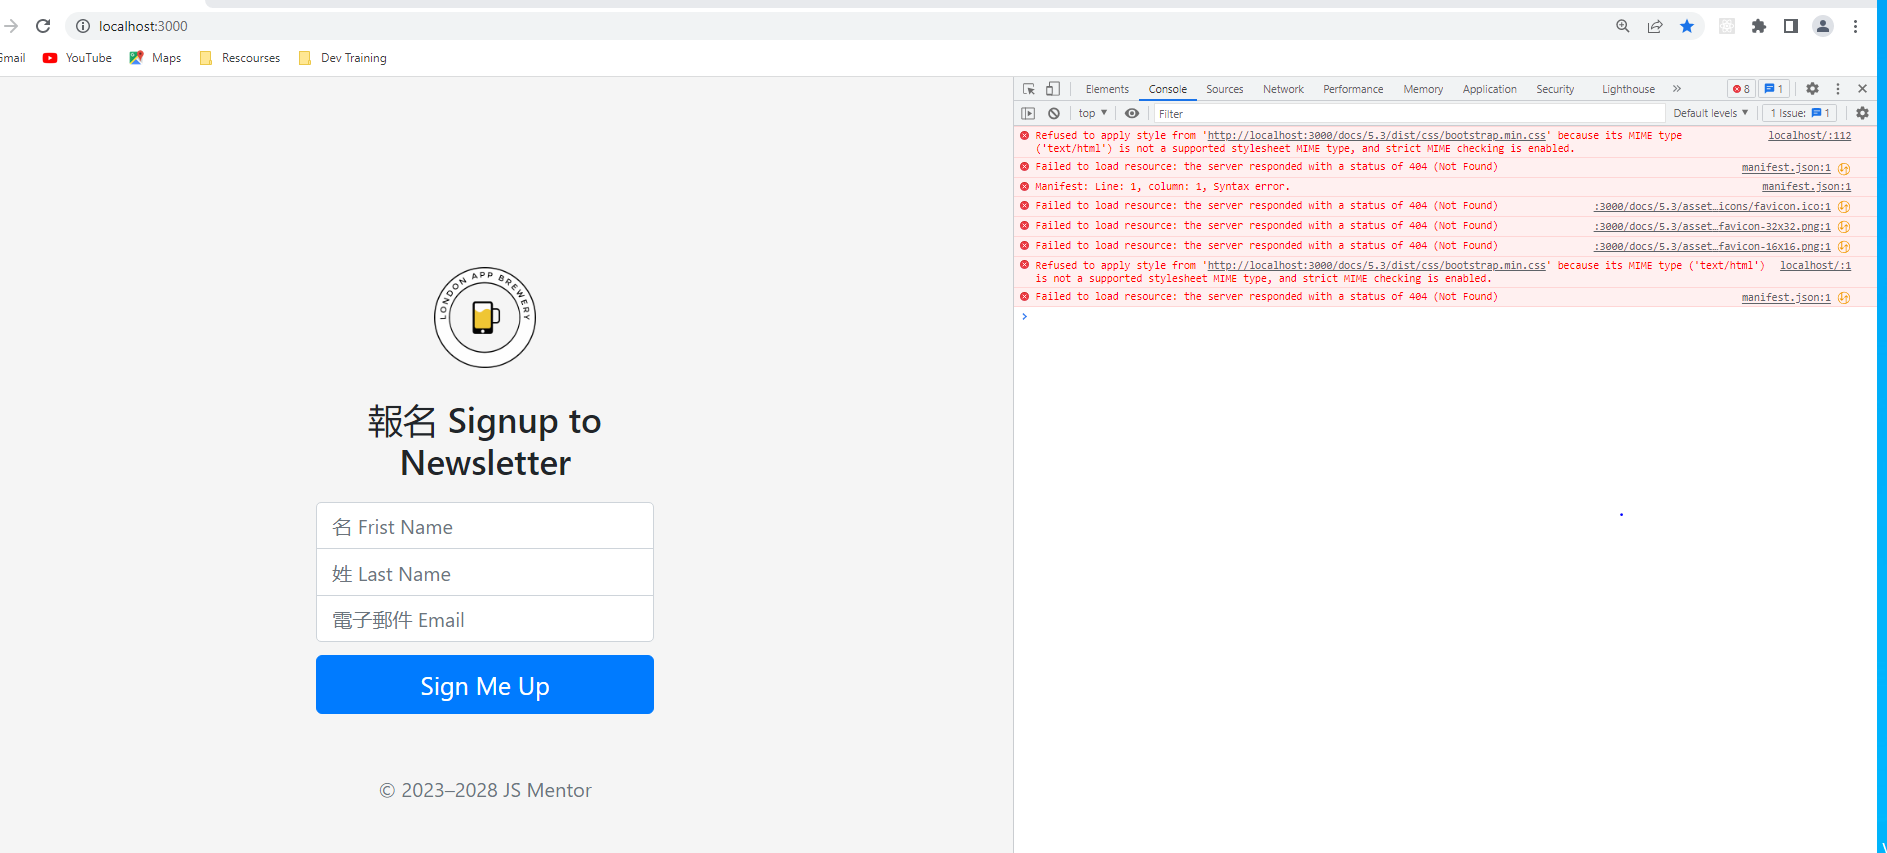 localhost:3000
Gmail YouTube Maps Rescourses Dev Training
LONDON APP BREWERY
報名 Signup to
Newsletter
名 Frist Name
姓 Last Name
電子郵件 Email
Sign Me Up
© 2023–2028 JS Mentor
Elements Console Sources Network Performance Memory Application Security Lighthouse » 8 1
top Filter Default levels 1 Issue: 1
Refused to apply style from 'http://localhost:3000/docs/5.3/dist/css/bootstrap.min.css' because its MIME type localhost/:112
('text/html') is not a supported stylesheet MIME type, and strict MIME checking is enabled.
Failed to load resource: the server responded with a status of 404 (Not Found) manifest.json:1
Manifest: Line: 1, column: 1, Syntax error. manifest.json:1
Failed to load resource: the server responded with a status of 404 (Not Found) :3000/docs/5.3/asset…icons/favicon.ico:1
Failed to load resource: the server responded with a status of 404 (Not Found) :3000/docs/5.3/asset…favicon-32x32.png:1
Failed to load resource: the server responded with a status of 404 (Not Found) :3000/docs/5.3/asset…favicon-16x16.png:1
Refused to apply style from 'http://localhost:3000/docs/5.3/dist/css/bootstrap.min.css' because its MIME type ('text/html') localhost/:1
is not a supported stylesheet MIME type, and strict MIME checking is enabled.
Failed to load resource: the server responded with a status of 404 (Not Found) manifest.json:1